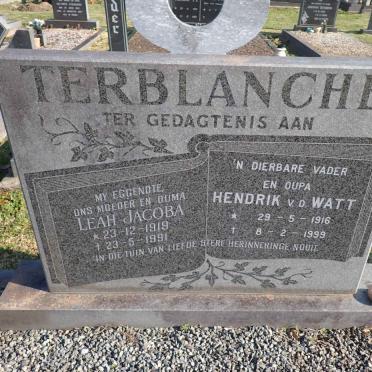 TERBLANCHE
TER GEDAGTENIS AAN
MY EGGENOTE,
ONS MOEDER EN OUMA
LEAH JACOBA
* 23-12-1919
† 23-5-1991
'N DIERBARE VADER
EN OUPA
HENDRIK V.D. WATT
* 29-5-1916
† 8-2-1999
IN DIE TUIN VAN LIEFDE STERF HERINNERINGE NOOIT